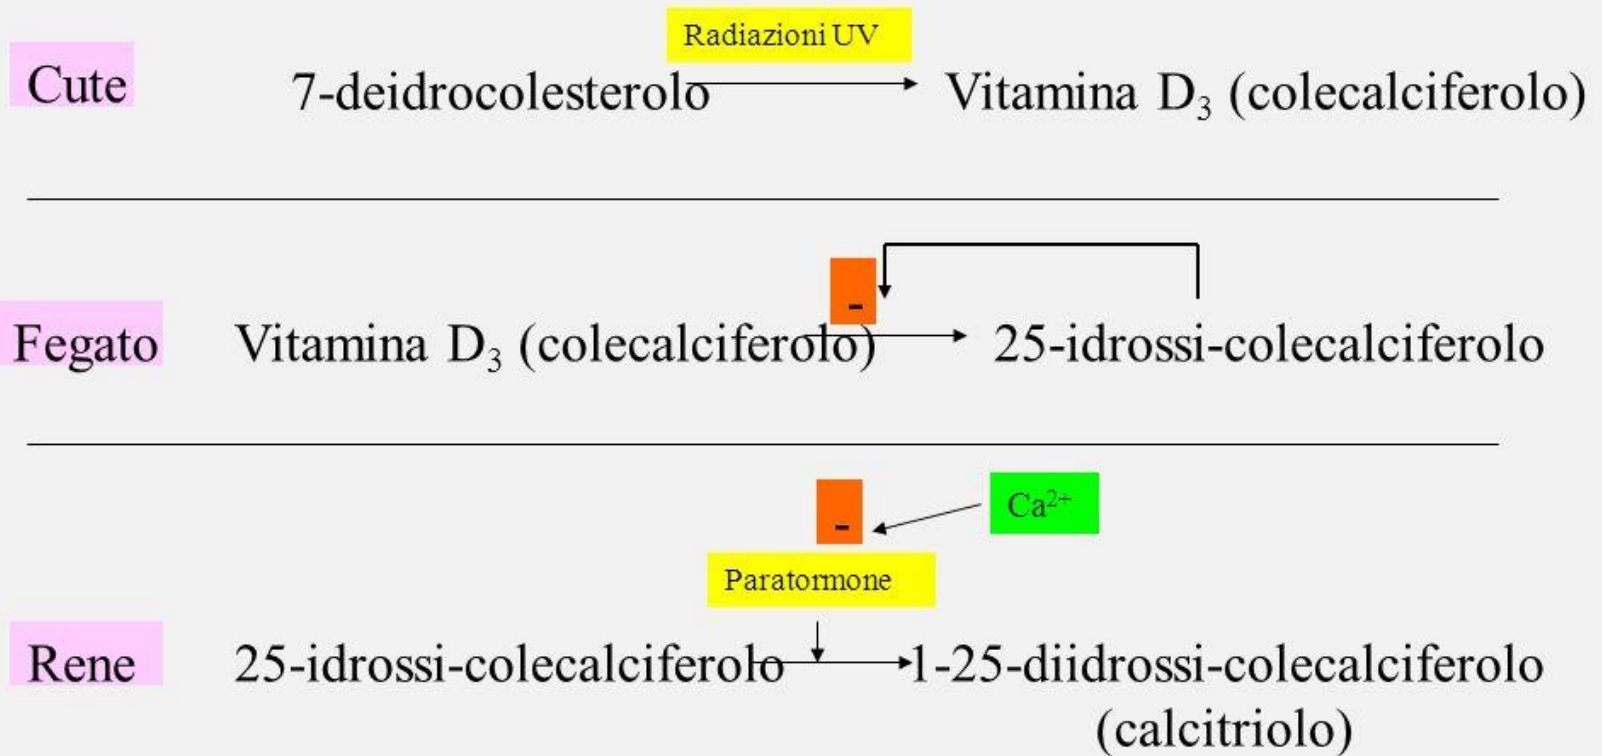 Radiazioni UV
Cute 7-deidrocolesterolo Vitamina D₃ (colecalciferolo)
-
Fegato Vitamina D₃ (colecalciferolo) 25-idrossi-colecalciferolo
- Ca²⁺
Paratormone
Rene 25-idrossi-colecalciferolo 1-25-diidrossi-colecalciferolo
(calcitriolo)